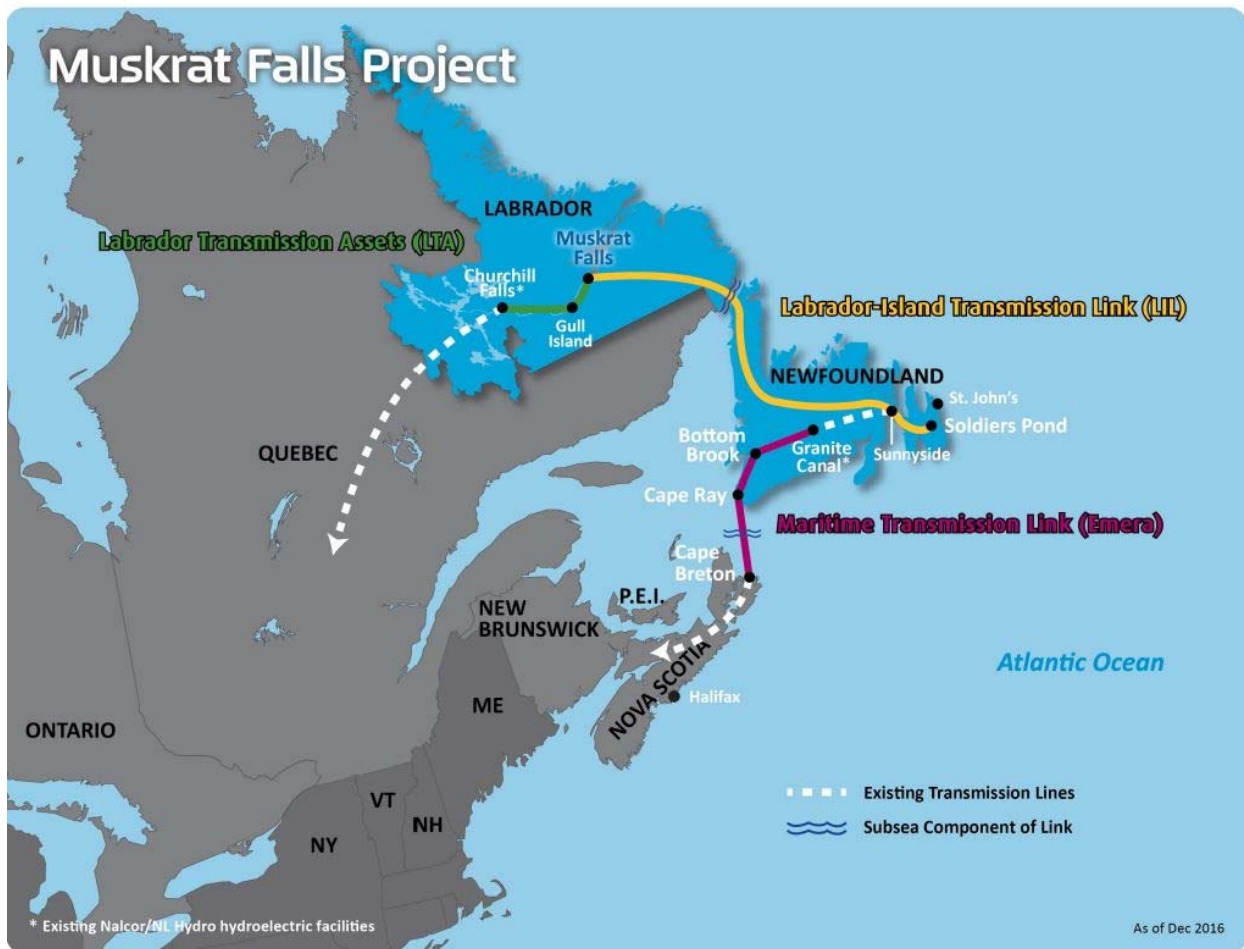 Muskrat Falls Project
LABRADOR
Labrador Transmission Assets (LTA)
Muskrat
Falls
Churchill
Falls*
Gull
Island
Labrador-Island Transmission Link (LIL)
NEWFOUNDLAND
St. John's
Soldiers Pond
Bottom
Brook
Granite
Canal*
Sunnyside
QUEBEC
Cape Ray
Maritime Transmission Link (Emera)
Cape
Breton
P.E.I.
NEW
BRUNSWICK
NOVA SCOTIA
Halifax
Atlantic Ocean
ME
ONTARIO
VT
NH
NY
Existing Transmission Lines
Subsea Component of Link
* Existing Nalcor/NL Hydro hydroelectric facilities
As of Dec 2016